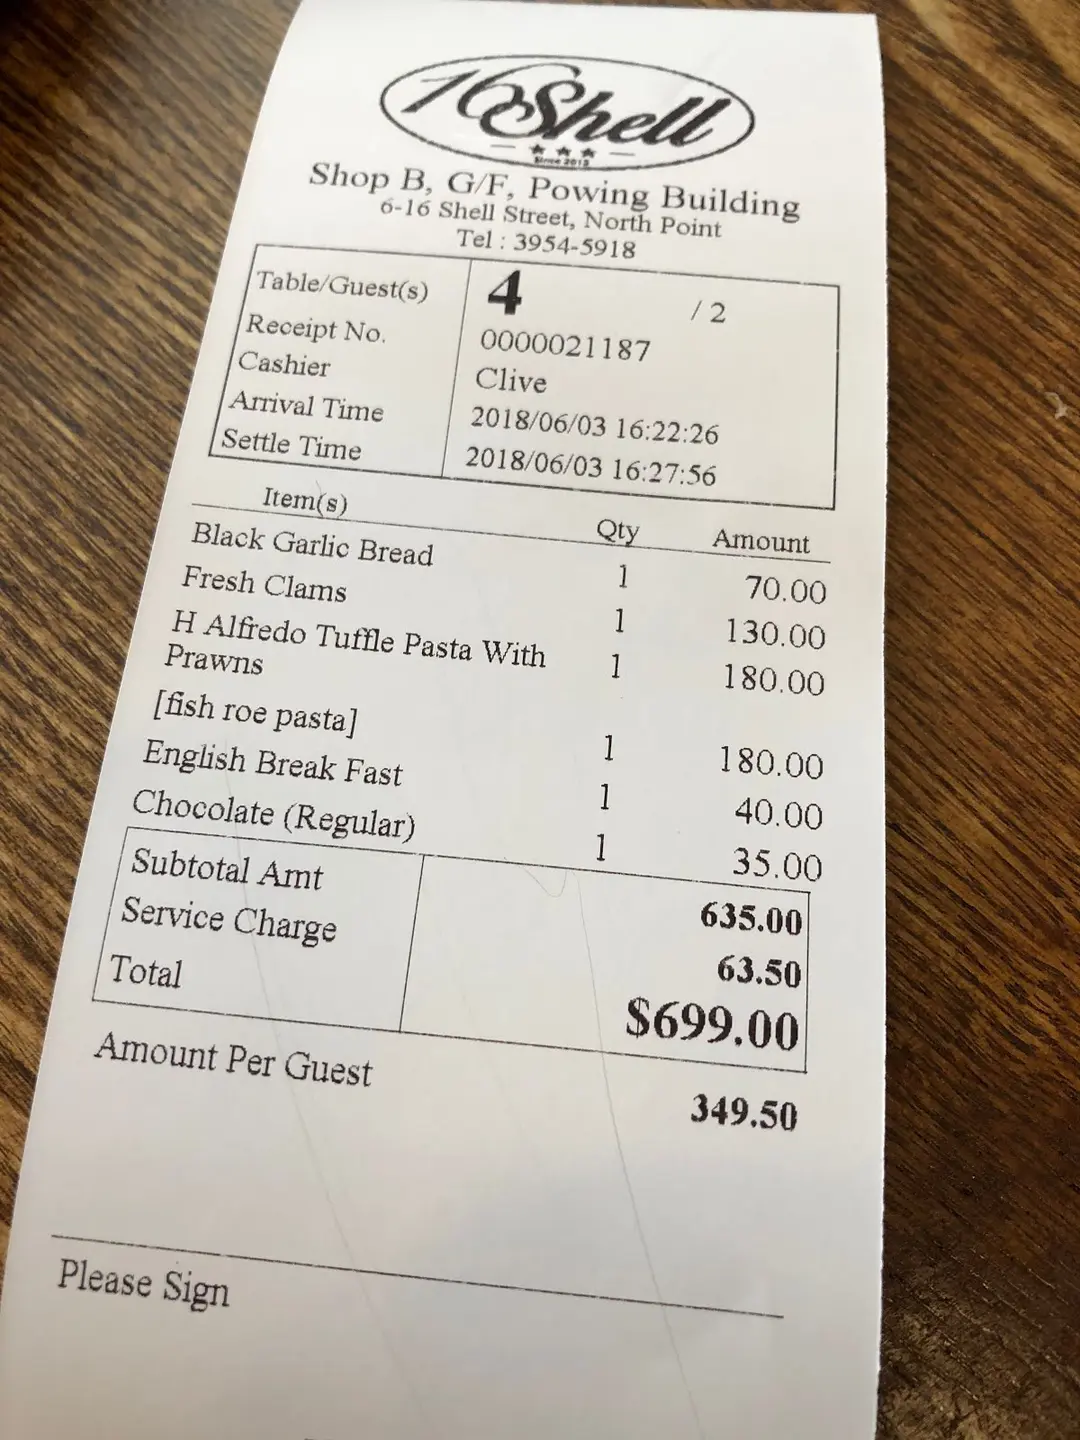 16 Shell
Since 2013
Shop B, G/F, Powing Building
6-16 Shell Street, North Point
Tel : 3954-5918
Table/Guest(s) 4 / 2
Receipt No. 0000021187
Cashier Clive
Arrival Time 2018/06/03 16:22:26
Settle Time 2018/06/03 16:27:56
Item(s) Qty Amount
Black Garlic Bread 1 70.00
Fresh Clams 1 130.00
H Alfredo Tuffle Pasta With 1 180.00
Prawns
[fish roe pasta] 1 180.00
English Break Fast 1 40.00
Chocolate (Regular) 1 35.00
Subtotal Amt 635.00
Service Charge 63.50
Total $699.00
Amount Per Guest 349.50
Please Sign